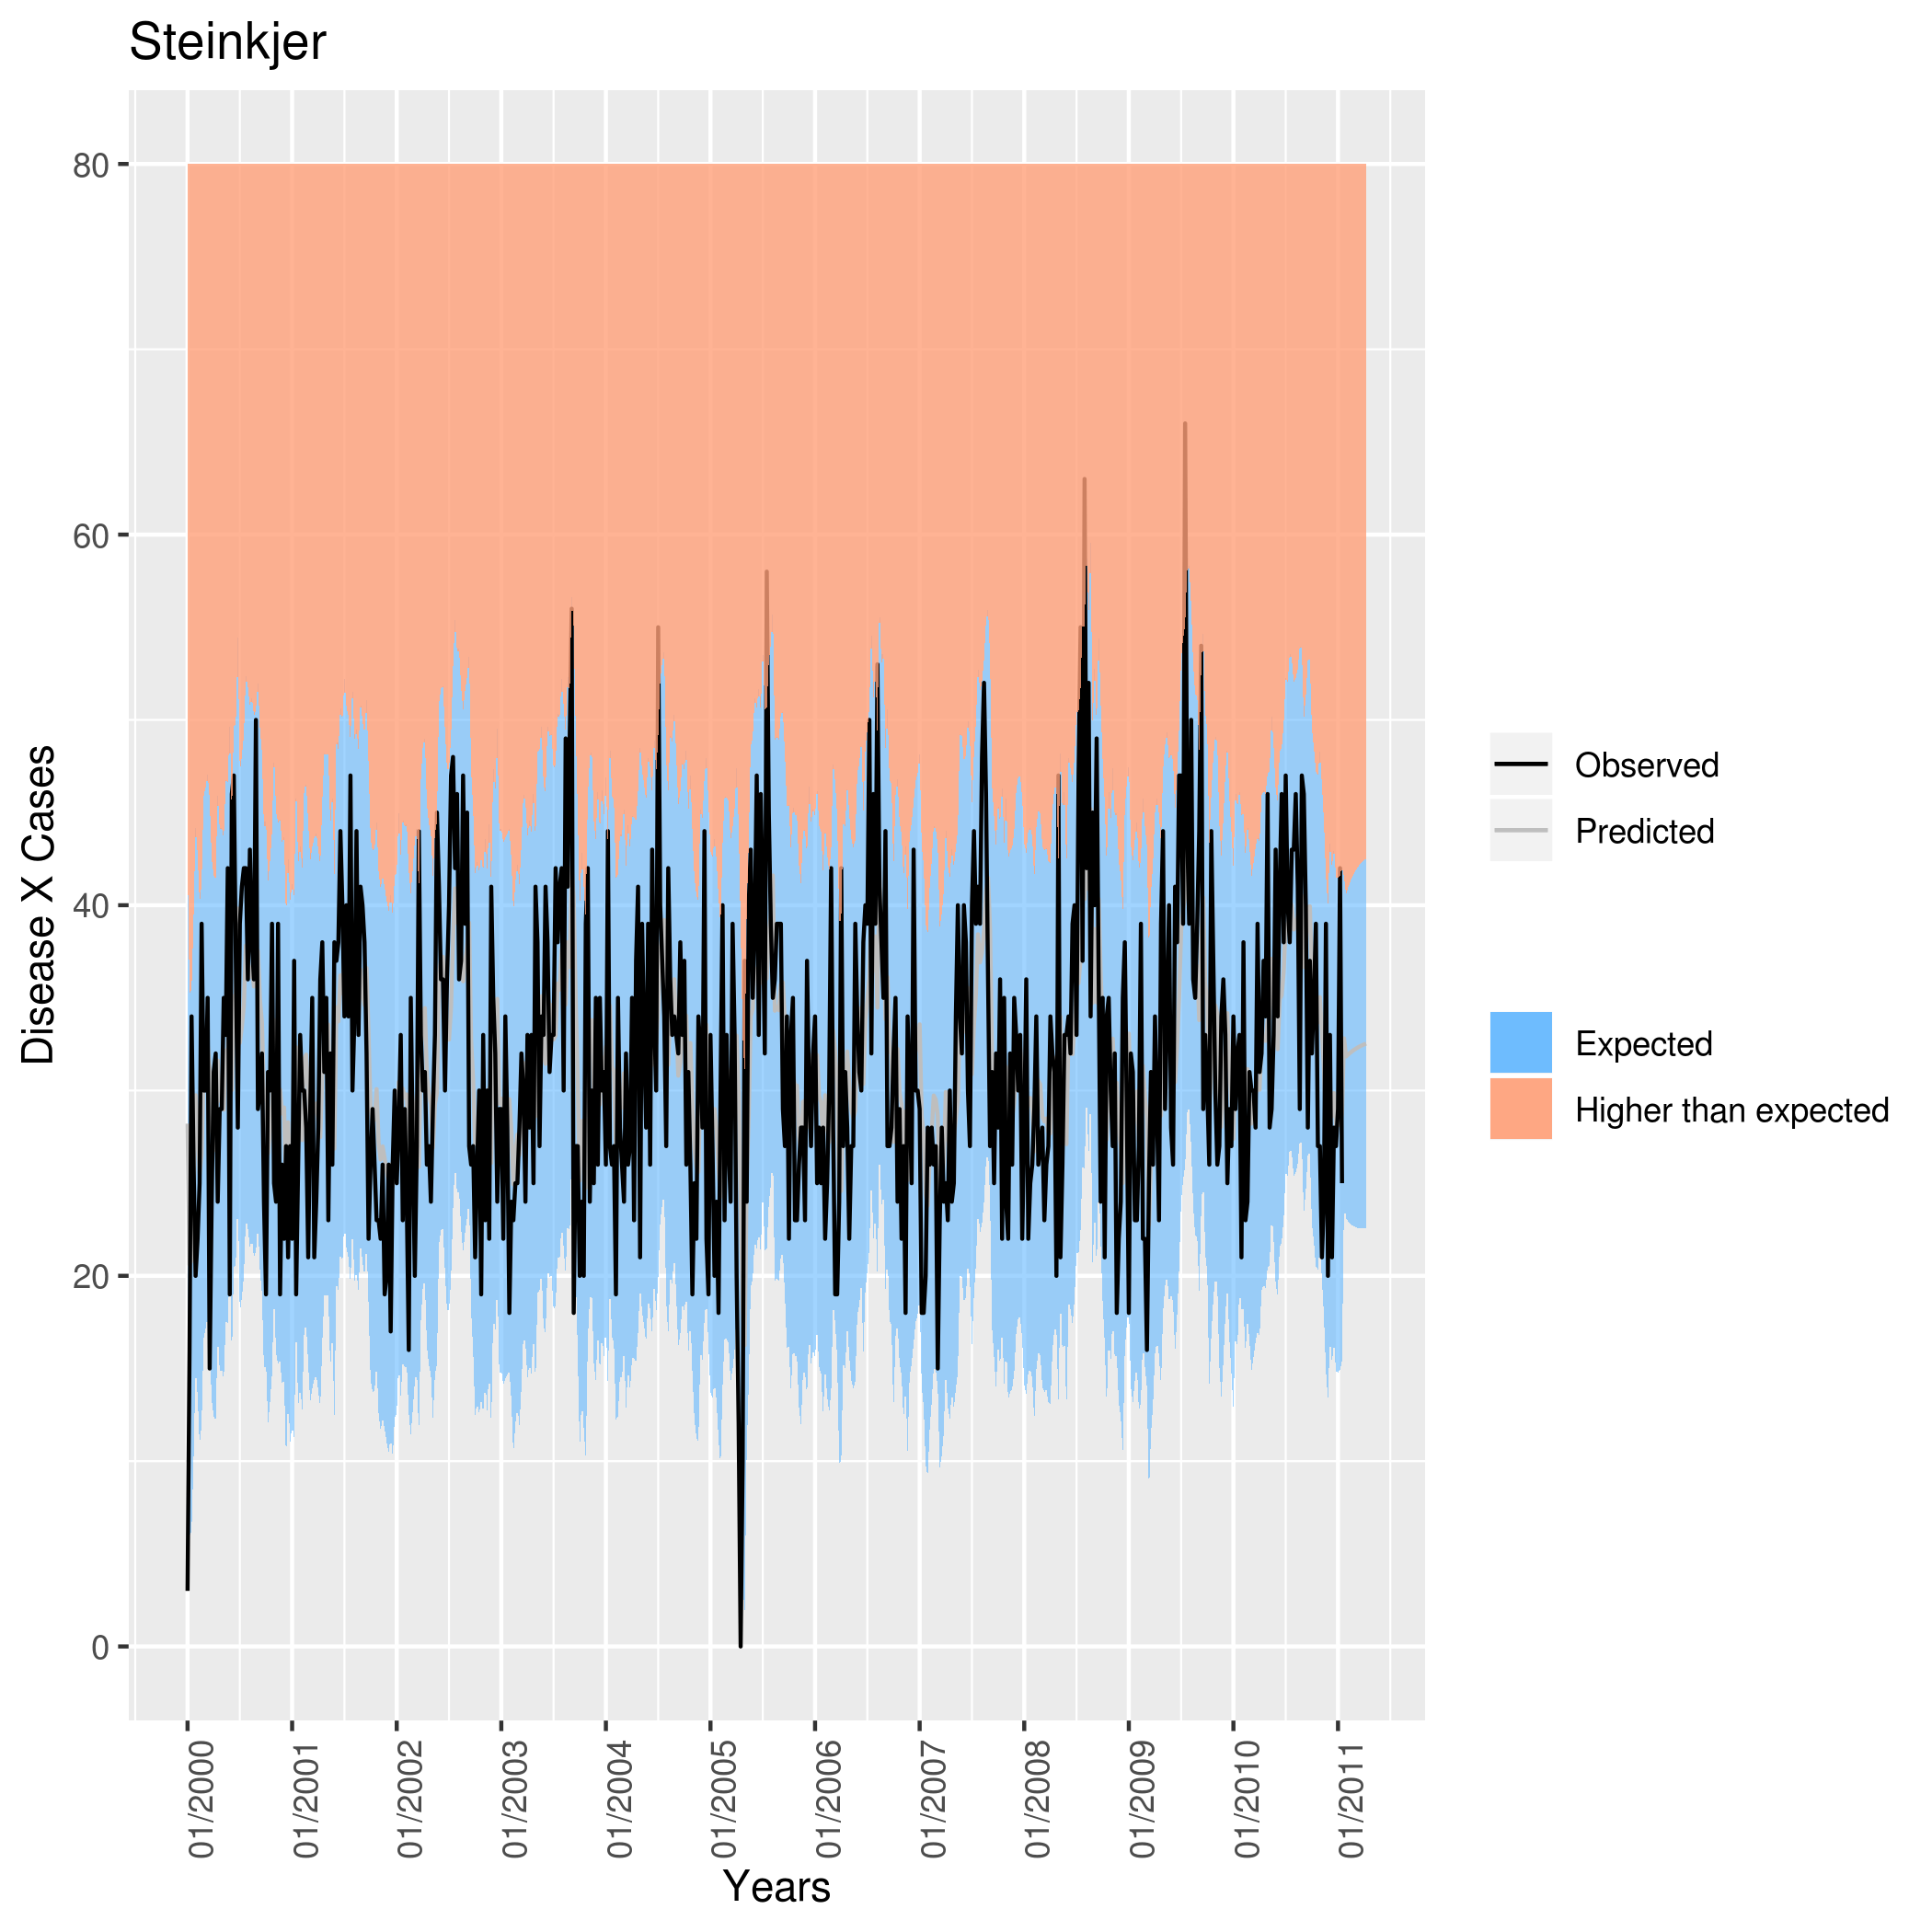 Steinkjer
80
60
40
20
0
Disease X Cases
01/2000
01/2001
01/2002
01/2003
01/2004
01/2005
01/2006
01/2007
01/2008
01/2009
01/2010
01/2011
Years
Observed
Predicted
Expected
Higher than expected